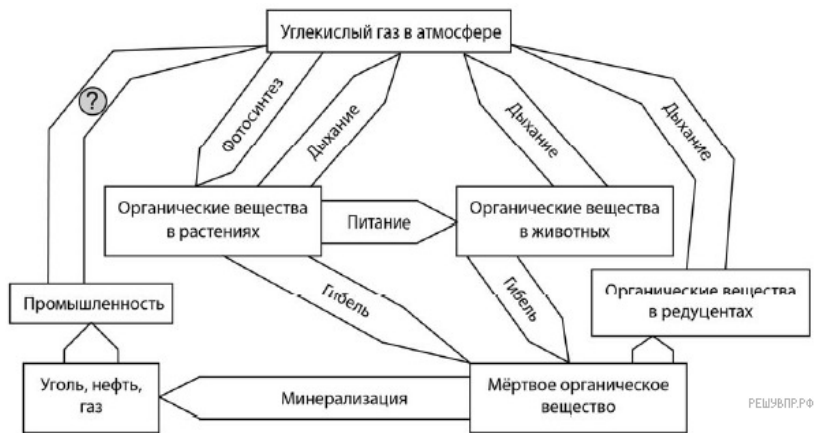 Углекислый газ в атмосфере
?
Фотосинтез
Дыхание
Дыхание
Дыхание
Органические вещества
в растениях
Питание
Органические вещества
в животных
Промышленность
Гибель
Гибель
Органические вещества
в редуцентах
Уголь, нефть,
газ
Минерализация
Мёртвое органическое
вещество
РЕШУВПР.РФ